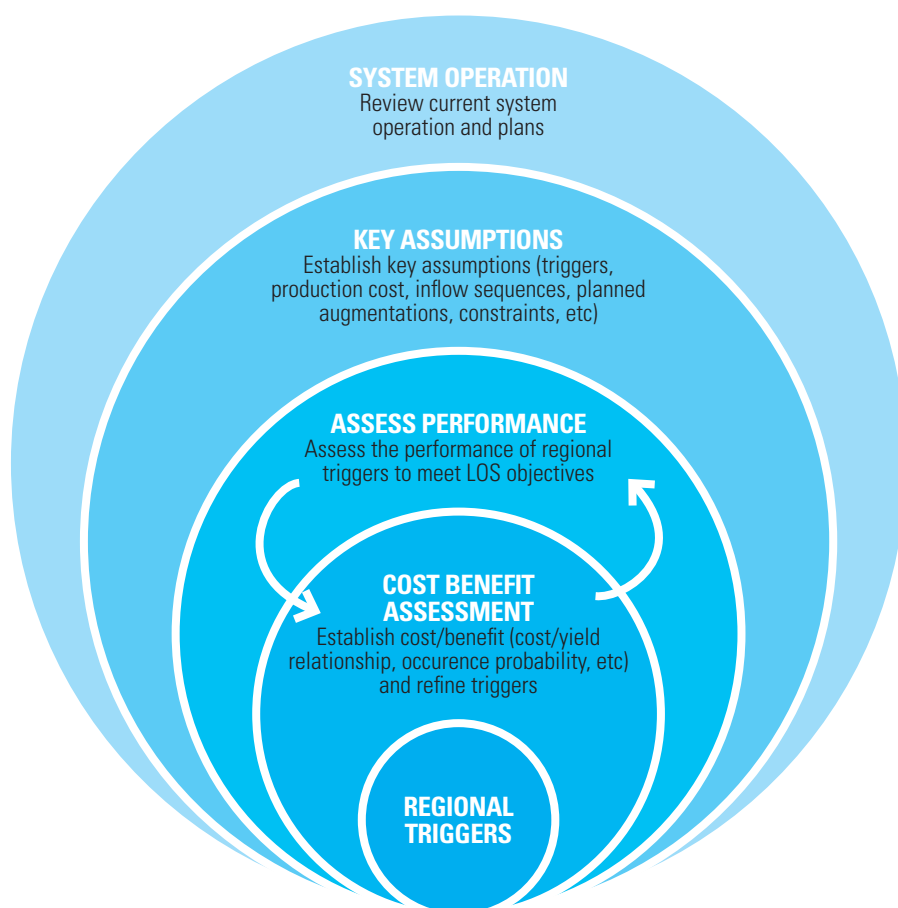 SYSTEM OPERATION
Review current system
operation and plans
KEY ASSUMPTIONS
Establish key assumptions (triggers,
production cost, inflow sequences, planned
augmentations, constraints, etc)
ASSESS PERFORMANCE
Assess the performance of regional
triggers to meet LOS objectives
COST BENEFIT
ASSESSMENT
Establish cost/benefit (cost/yield
relationship, occurence probability, etc)
and refine triggers
REGIONAL
TRIGGERS